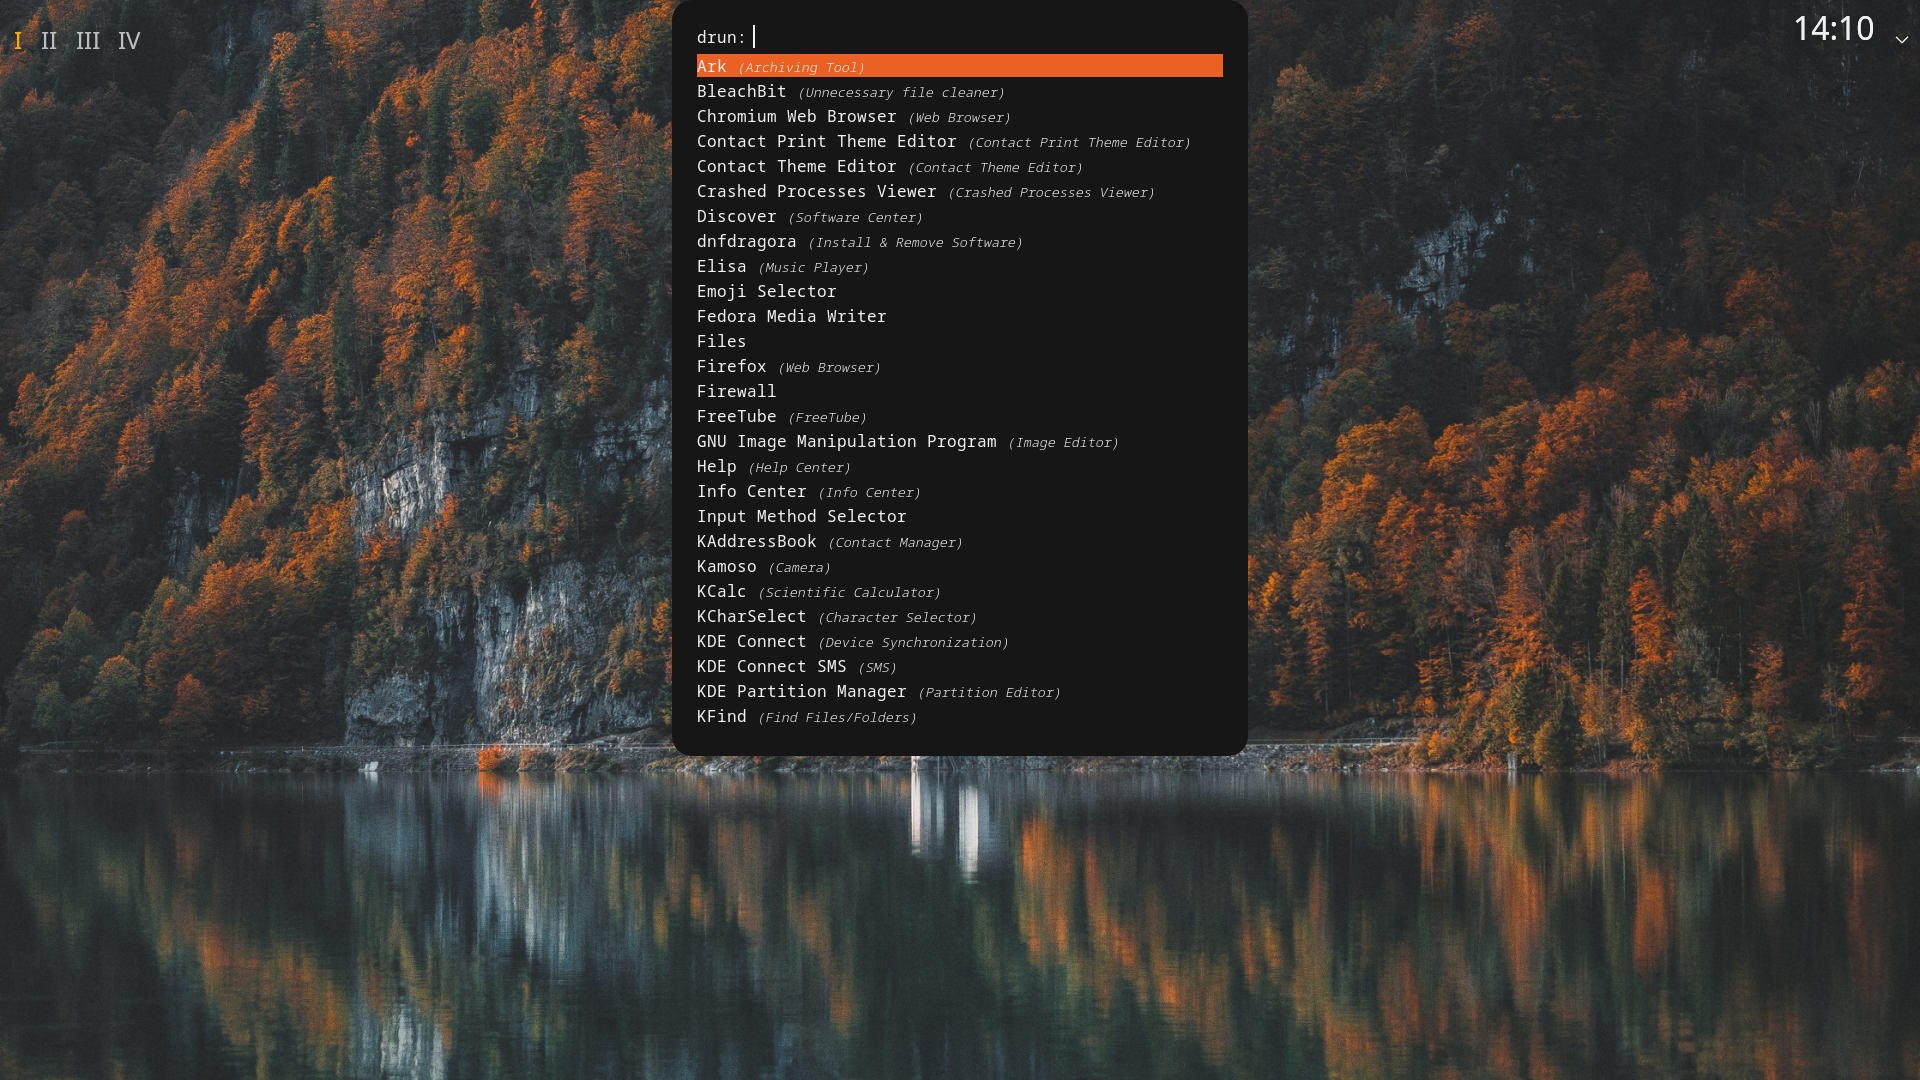 I II III IV
14:10
drun:
Ark (Archiving Tool)
BleachBit (Unnecessary file cleaner)
Chromium Web Browser (Web Browser)
Contact Print Theme Editor (Contact Print Theme Editor)
Contact Theme Editor (Contact Theme Editor)
Crashed Processes Viewer (Crashed Processes Viewer)
Discover (Software Center)
dnfdragora (Install & Remove Software)
Elisa (Music Player)
Emoji Selector
Fedora Media Writer
Files
Firefox (Web Browser)
Firewall
FreeTube (FreeTube)
GNU Image Manipulation Program (Image Editor)
Help (Help Center)
Info Center (Info Center)
Input Method Selector
KAddressBook (Contact Manager)
Kamoso (Camera)
KCalc (Scientific Calculator)
KCharSelect (Character Selector)
KDE Connect (Device Synchronization)
KDE Connect SMS (SMS)
KDE Partition Manager (Partition Editor)
KFind (Find Files/Folders)